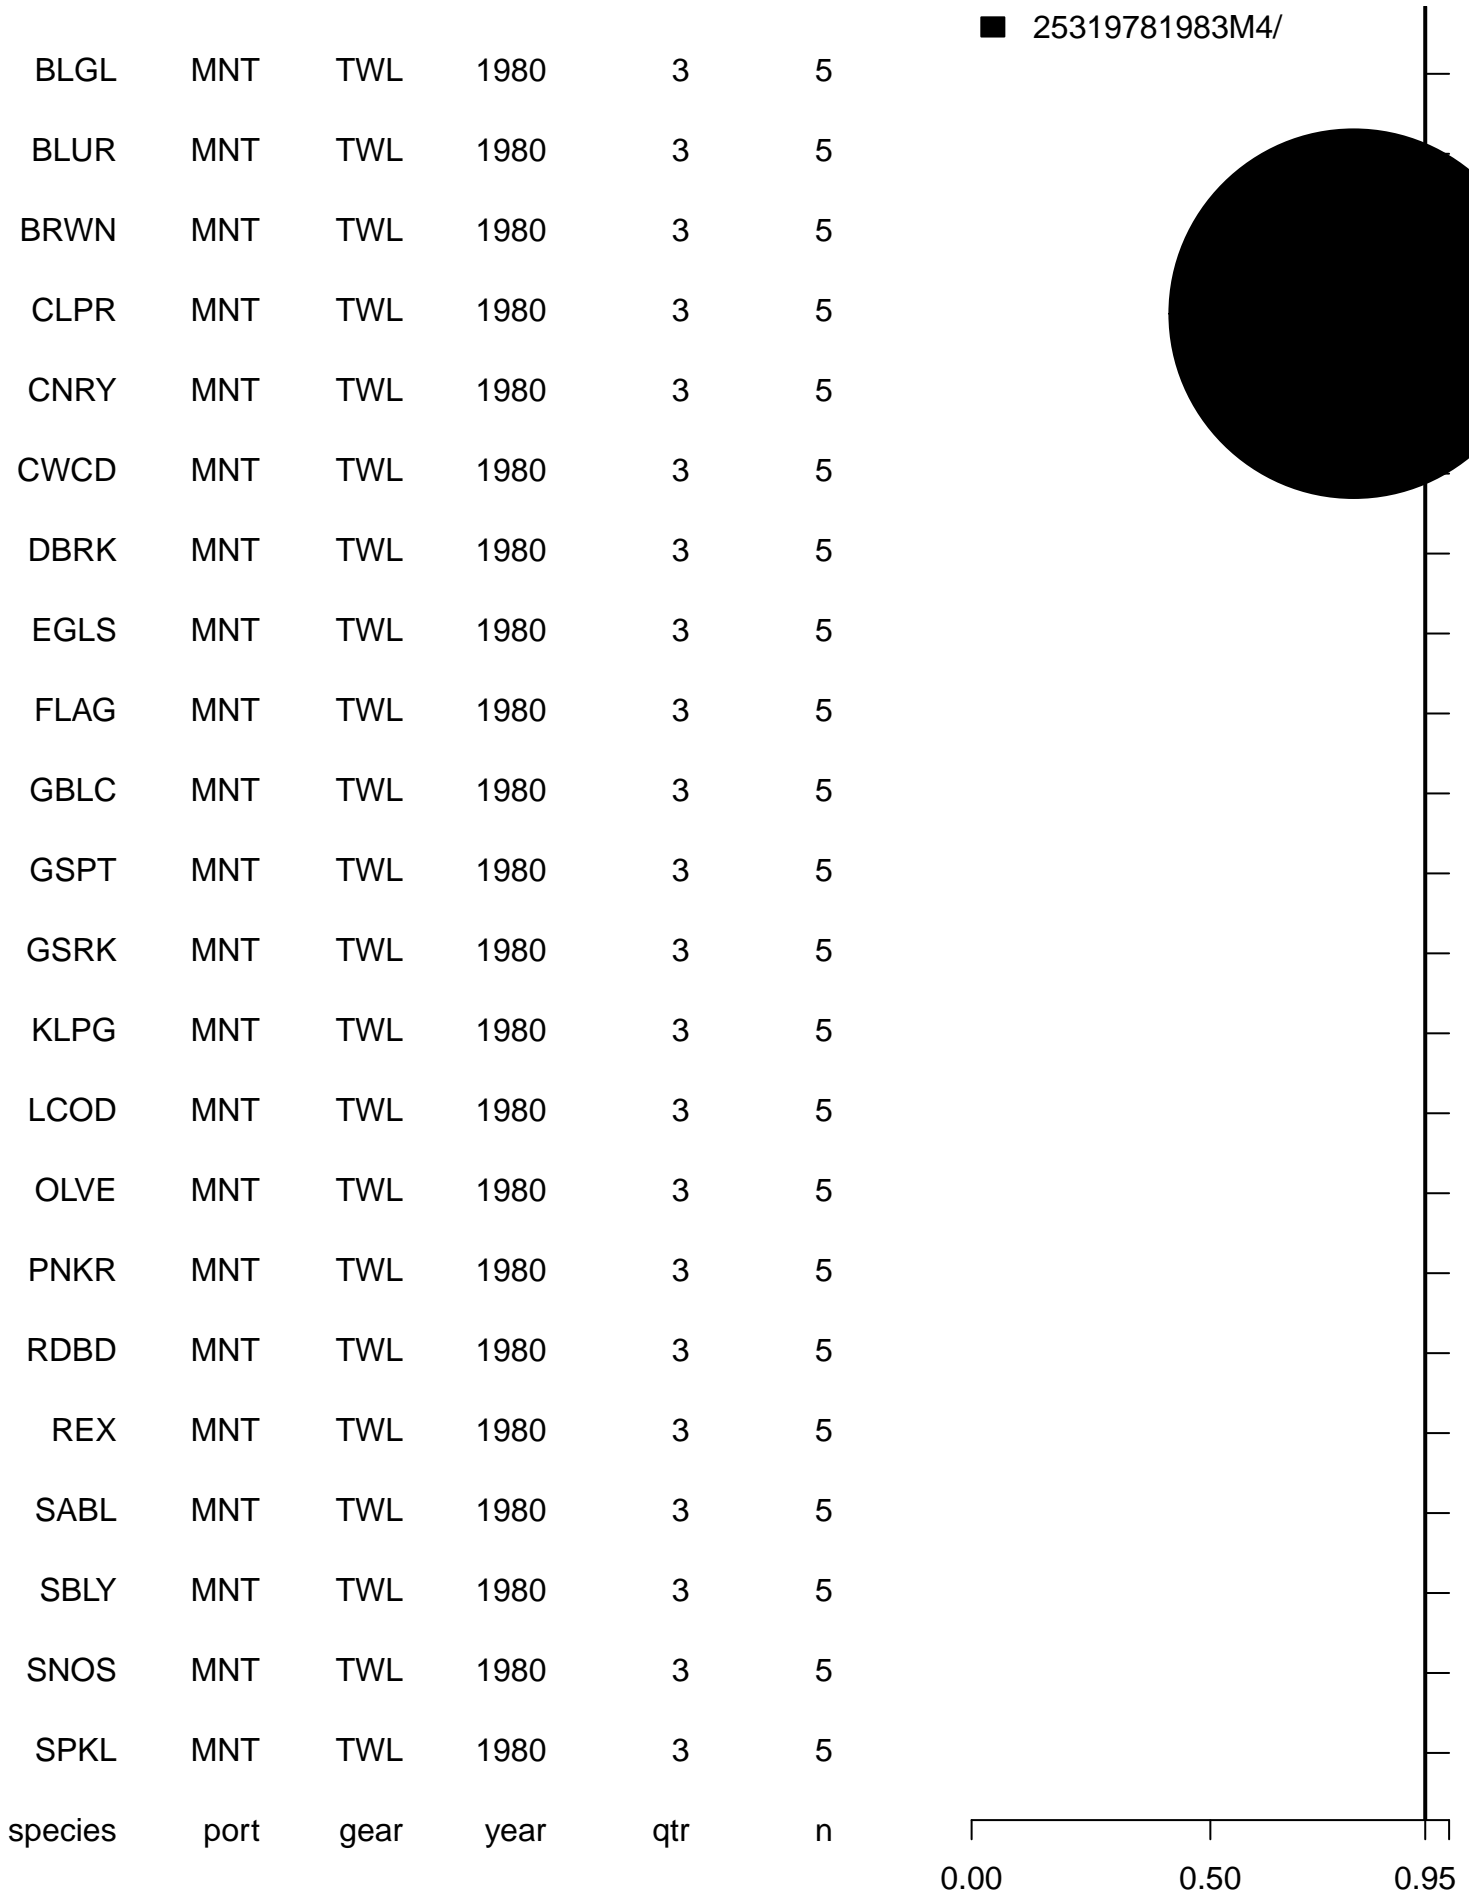 25319781983M4/
BLGL MNT TWL 1980 3 5
BLUR MNT TWL 1980 3 5
BRWN MNT TWL 1980 3 5
CLPR MNT TWL 1980 3 5
CNRY MNT TWL 1980 3 5
CWCD MNT TWL 1980 3 5
DBRK MNT TWL 1980 3 5
EGLS MNT TWL 1980 3 5
FLAG MNT TWL 1980 3 5
GBLC MNT TWL 1980 3 5
GSPT MNT TWL 1980 3 5
GSRK MNT TWL 1980 3 5
KLPG MNT TWL 1980 3 5
LCOD MNT TWL 1980 3 5
OLVE MNT TWL 1980 3 5
PNKR MNT TWL 1980 3 5
RDBD MNT TWL 1980 3 5
REX MNT TWL 1980 3 5
SABL MNT TWL 1980 3 5
SBLY MNT TWL 1980 3 5
SNOS MNT TWL 1980 3 5
SPKL MNT TWL 1980 3 5
species port gear year qtr n
0.00 0.50 0.95